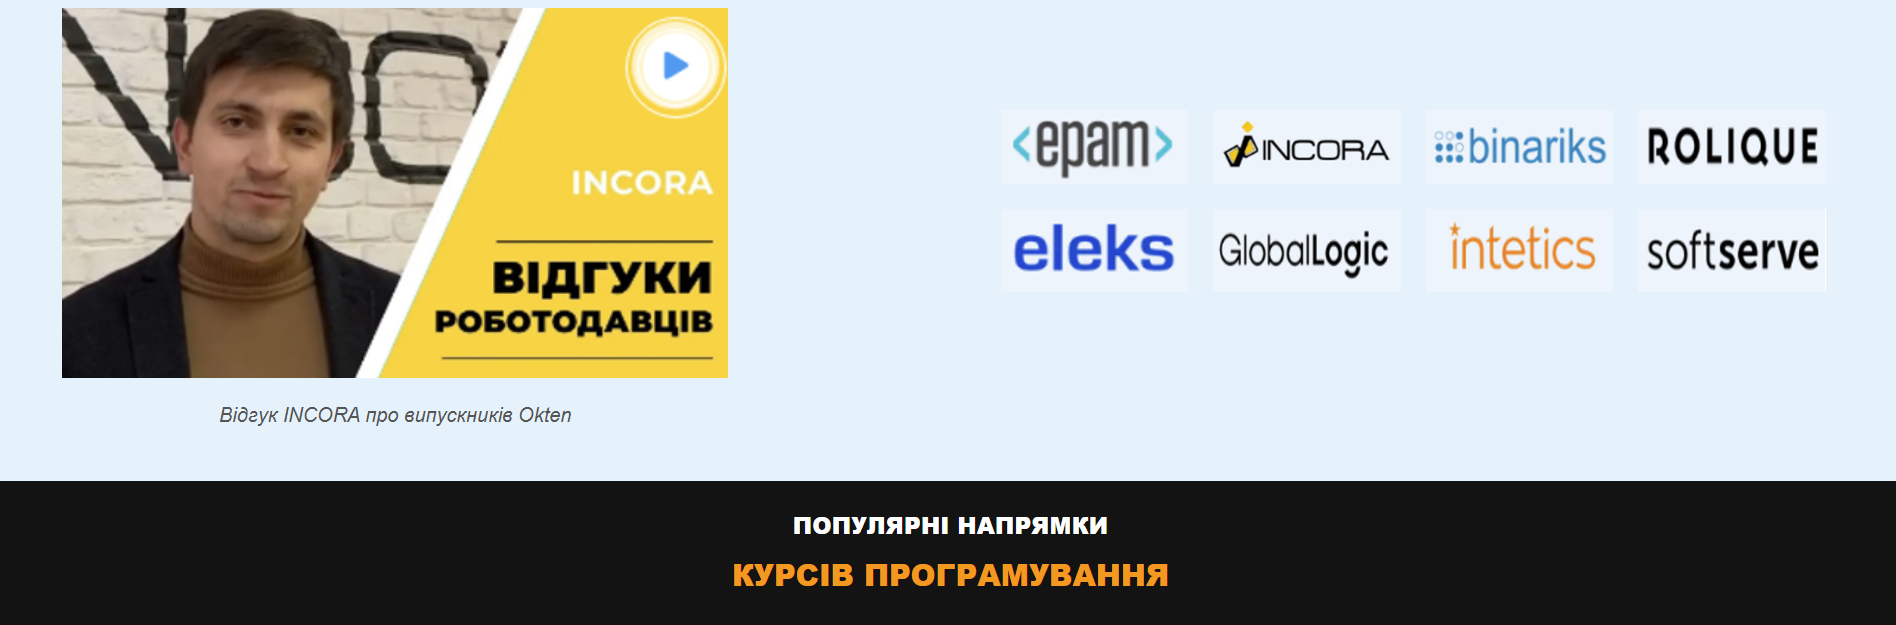 INCORA
ВІДГУКИ
РОБОТОДАВЦІВ
Відгук INCORA про випускників Okten
<epam>
INCORA
binariks
ROLIQUE
eleks
GlobalLogic
intetics
softserve
ПОПУЛЯРНІ НАПРЯМКИ
КУРСІВ ПРОГРАМУВАННЯ